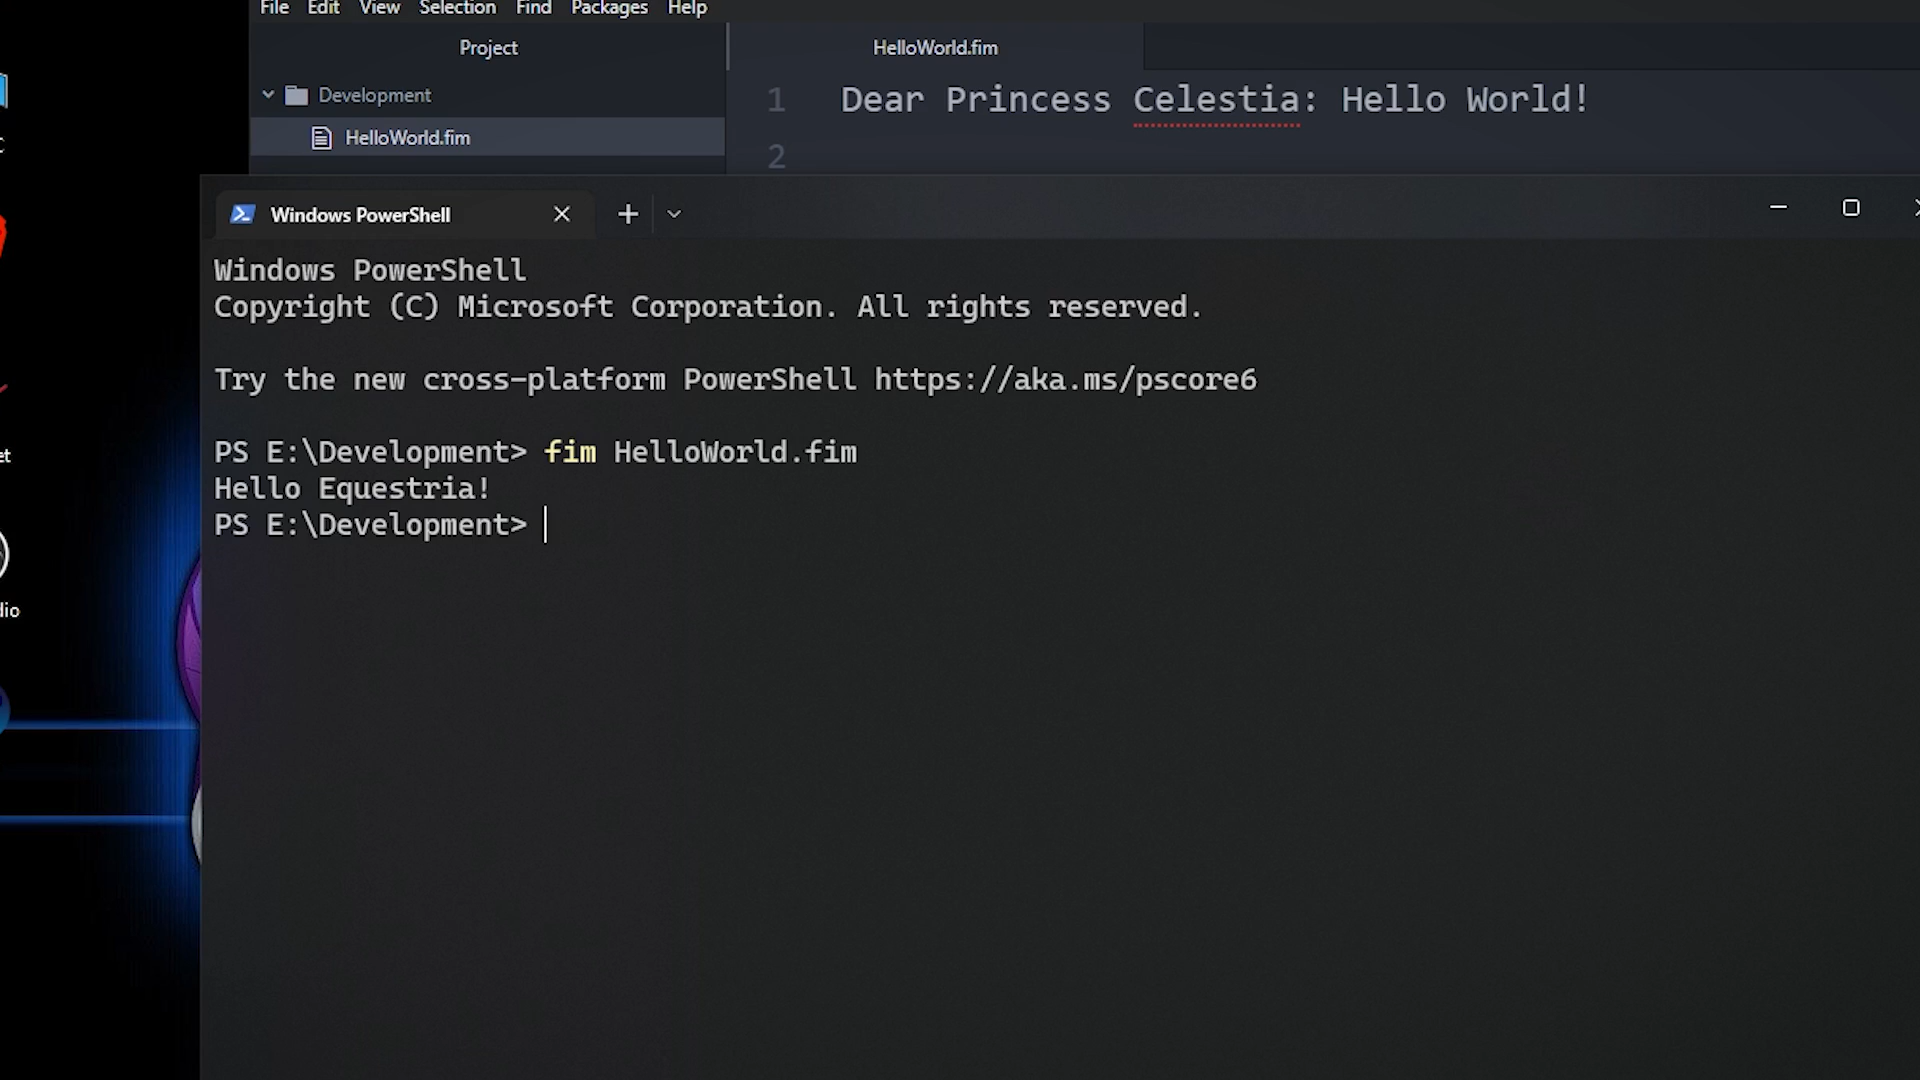 File Edit View Selection Find Packages Help
Project
HelloWorld.fim
Development
HelloWorld.fim
1 Dear Princess Celestia: Hello World!
2
Windows PowerShell
Windows PowerShell
Copyright (C) Microsoft Corporation. All rights reserved.
Try the new cross-platform PowerShell https://aka.ms/pscore6
PS E:\Development> fim HelloWorld.fim
Hello Equestria!
PS E:\Development>